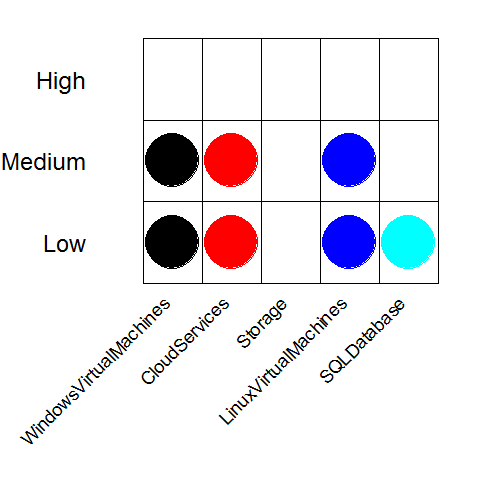 High
Medium
Low
WindowsVirtualMachines
CloudServices
Storage
LinuxVirtualMachines
SQLDatabase